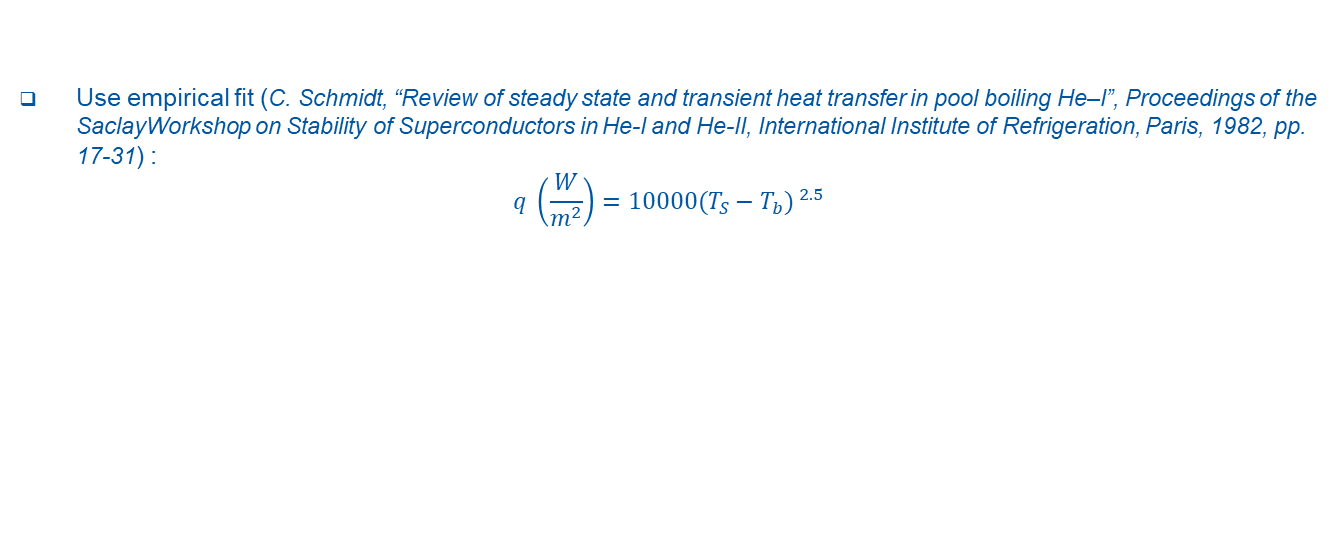 ❑ Use empirical fit (C. Schmidt, “Review of steady state and transient heat transfer in pool boiling He–I”, Proceedings of the
SaclayWorkshop on Stability of Superconductors in He-I and He-II, International Institute of Refrigeration, Paris, 1982, pp.
17-31) :
q (W/m²) = 10000(T_S − T_b)^2.5